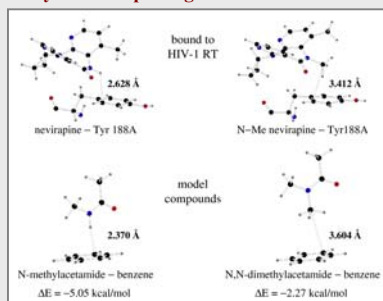 bound to
HIV-1 RT
2.628 Å
3.412 Å
nevirapine – Tyr 188A
N–Me nevirapine – Tyr188A
model
compounds
2.370 Å
3.604 Å
N-methylacetamide – benzene
N,N-dimethylacetamide – benzene
ΔE = –5.05 kcal/mol
ΔE = –2.27 kcal/mol